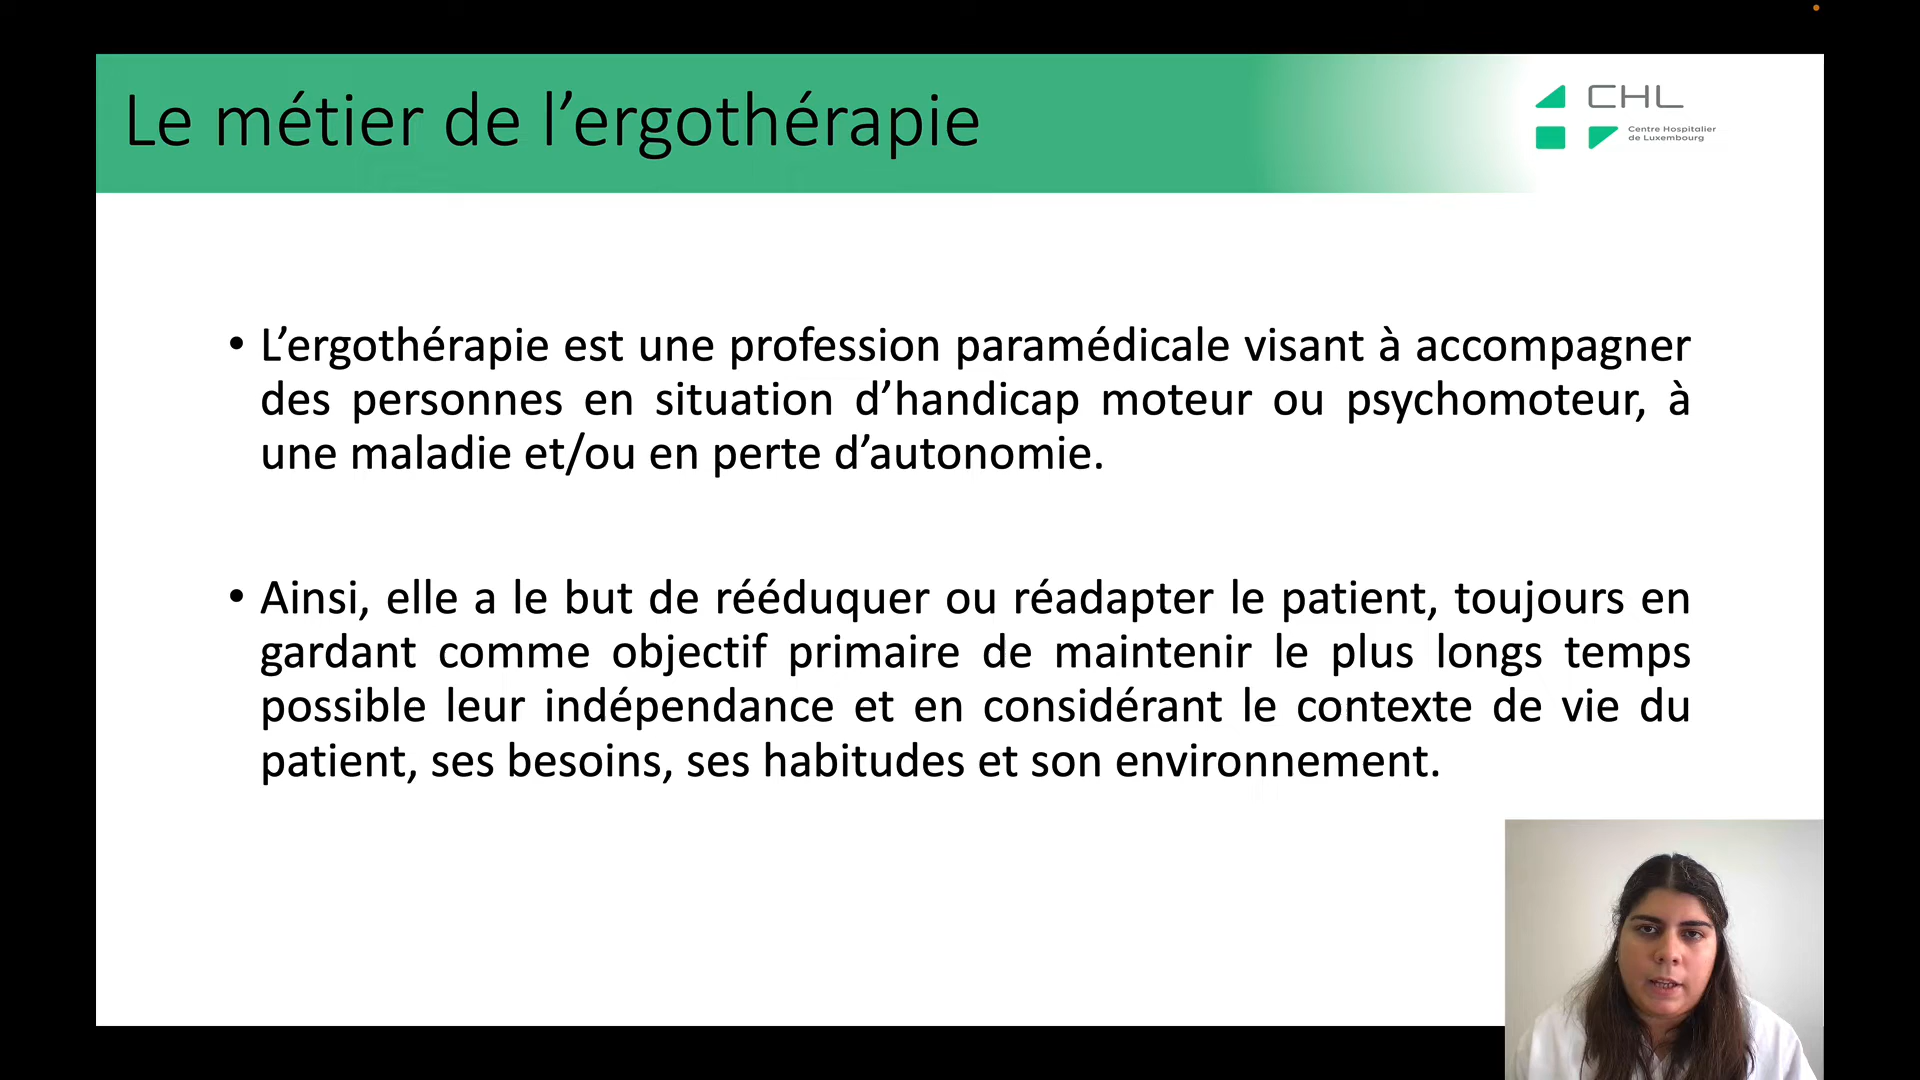 Le métier de l’ergothérapie
CHL
Centre Hospitalier
de Luxembourg
• L’ergothérapie est une profession paramédicale visant à accompagner
des personnes en situation d’handicap moteur ou psychomoteur, à
une maladie et/ou en perte d’autonomie.
• Ainsi, elle a le but de rééduquer ou réadapter le patient, toujours en
gardant comme objectif primaire de maintenir le plus longs temps
possible leur indépendance et en considérant le contexte de vie du
patient, ses besoins, ses habitudes et son environnement.